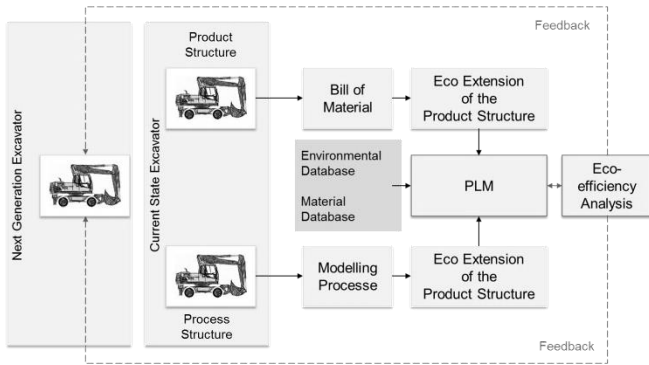 Feedback
Next Generation Excavator
Current State Excavator
Product
Structure
Bill of
Material
Eco Extension
of the
Product Structure
Environmental
Database
Material
Database
PLM
Eco-
efficiency
Analysis
Modelling
Processe
Eco Extension
of the
Product Structure
Process
Structure
Feedback